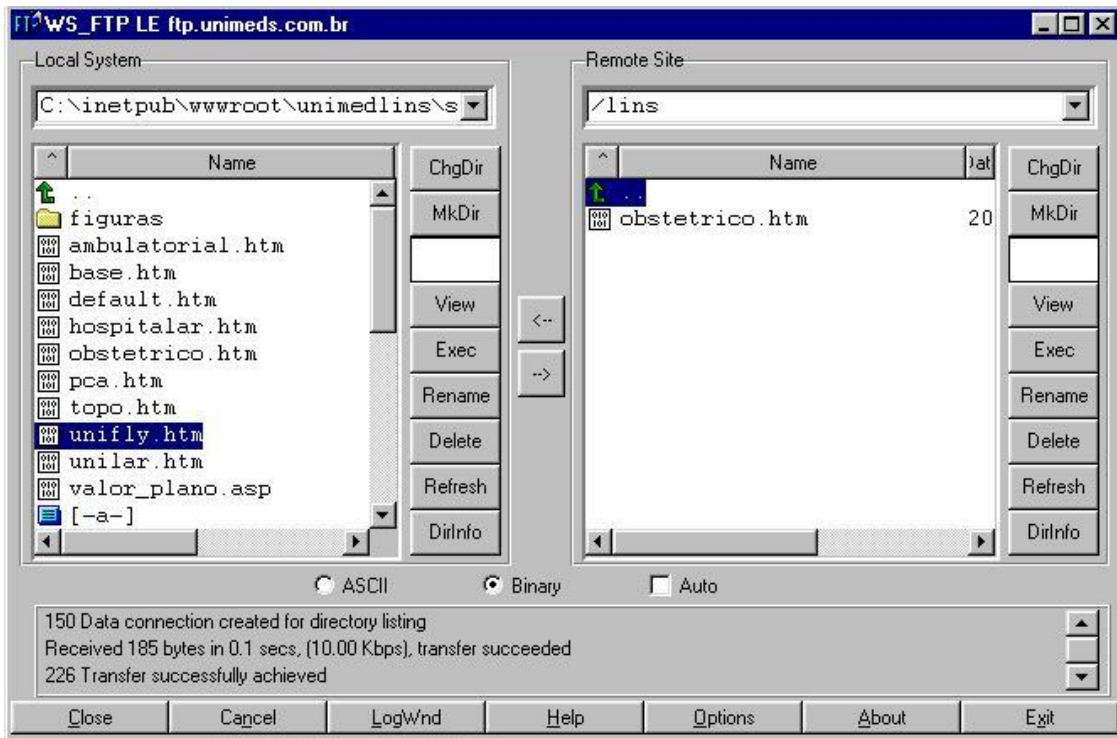 WS_FTP LE ftp.unimeds.com.br
Local System
C:\inetpub\wwwroot\unimedlins\s
^ Name
..
figuras
ambulatorial.htm
base.htm
default.htm
hospitalar.htm
obstetrico.htm
pca.htm
topo.htm
unifly.htm
unilar.htm
valor_plano.asp
[-a-]
ChgDir
MkDir
View
Exec
Rename
Delete
Refresh
DirInfo
<--
-->
Remote Site
/lins
^ Name
..
obstetrico.htm 20
ChgDir
MkDir
View
Exec
Rename
Delete
Refresh
DirInfo
ASCII Binary Auto
150 Data connection created for directory listing
Received 185 bytes in 0.1 secs, (10.00 Kbps), transfer succeeded
226 Transfer successfully achieved
Close Cancel LogWnd Help Options About Exit